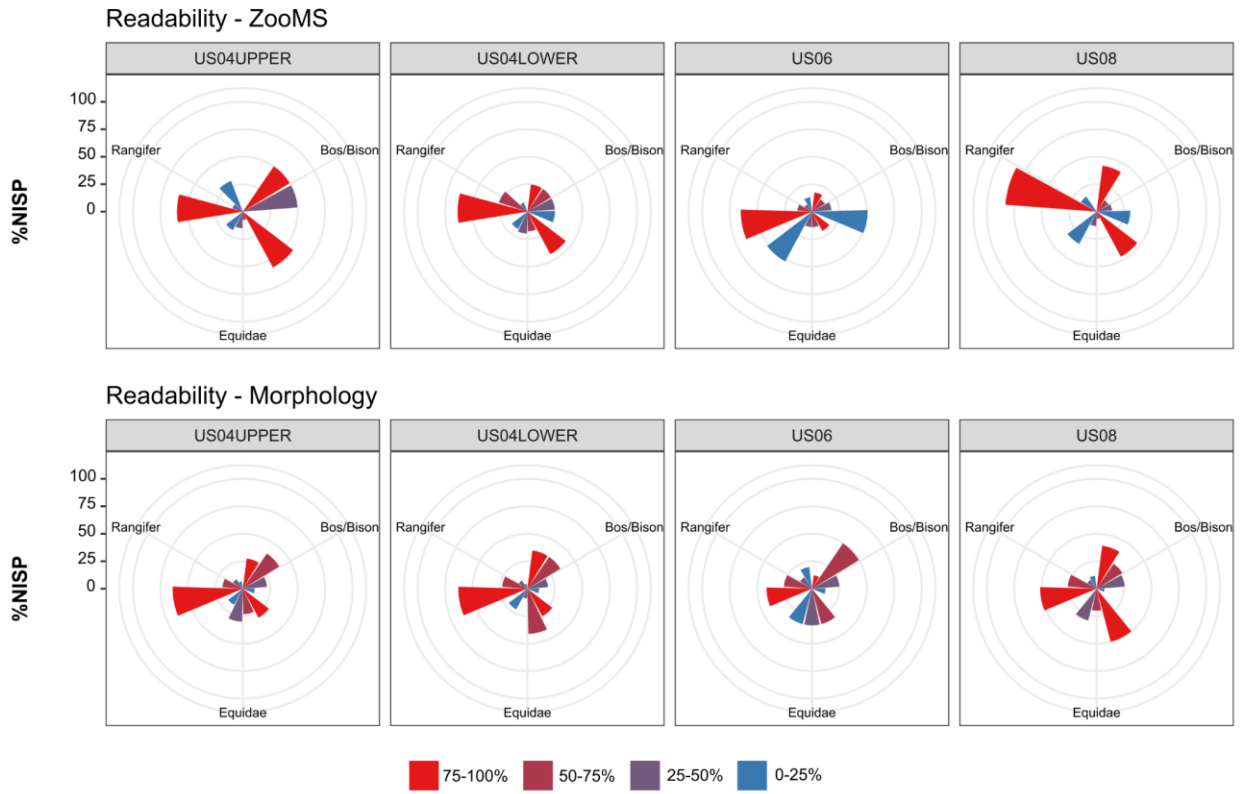 Readability - ZooMS
US04UPPER US04LOWER US06 US08
100
75
50
25
0
%NISP
Rangifer Bos/Bison Rangifer Bos/Bison Rangifer Bos/Bison Rangifer Bos/Bison
Equidae Equidae Equidae Equidae
Readability - Morphology
US04UPPER US04LOWER US06 US08
100
75
50
25
0
%NISP
Rangifer Bos/Bison Rangifer Bos/Bison Rangifer Bos/Bison Rangifer Bos/Bison
Equidae Equidae Equidae Equidae
75-100% 50-75% 25-50% 0-25%